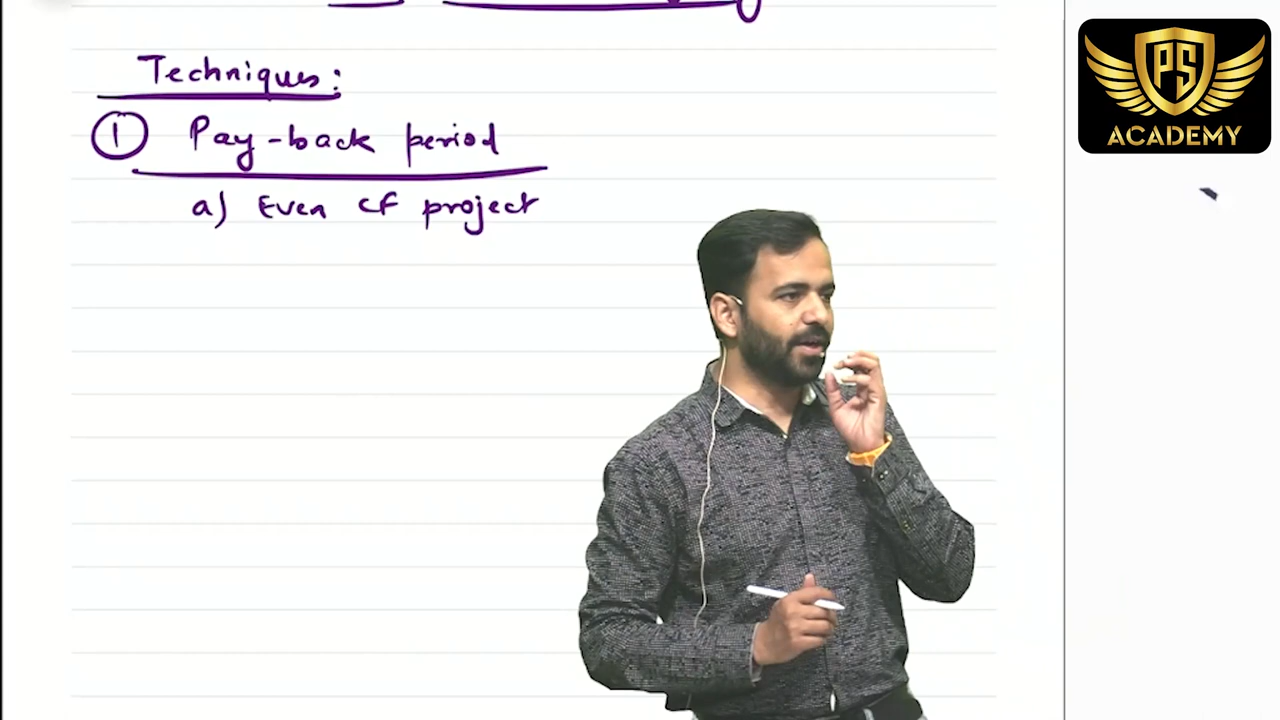 Techniques:
① Pay-back period
a) Even CF project
PS
ACADEMY